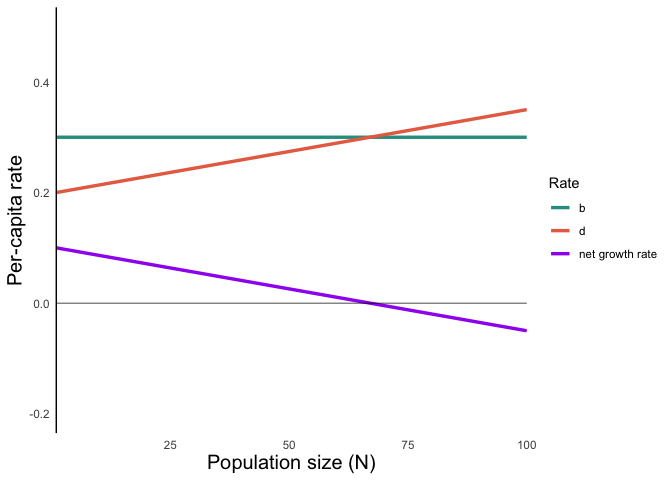 Per-capita rate
0.4
0.2
0.0
-0.2
25 50 75 100
Population size (N)
Rate
b
d
net growth rate